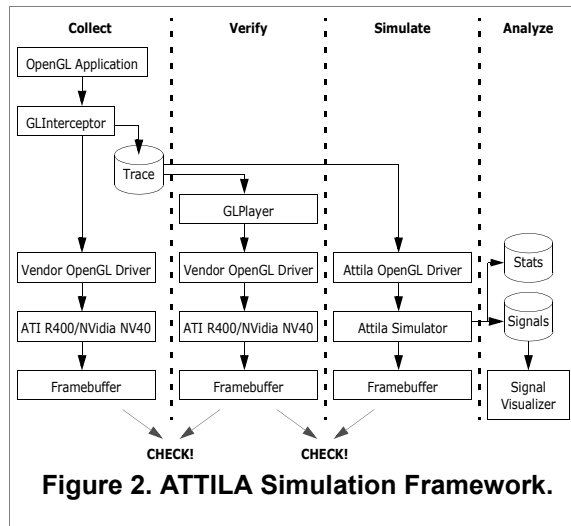 Collect
Verify
Simulate
Analyze
OpenGL Application
GLInterceptor
Trace
GLPlayer
Vendor OpenGL Driver
Vendor OpenGL Driver
Attila OpenGL Driver
Stats
ATI R400/NVidia NV40
ATI R400/NVidia NV40
Attila Simulator
Signals
Framebuffer
Framebuffer
Framebuffer
Signal
Visualizer
CHECK!
CHECK!
Figure 2. ATTILA Simulation Framework.